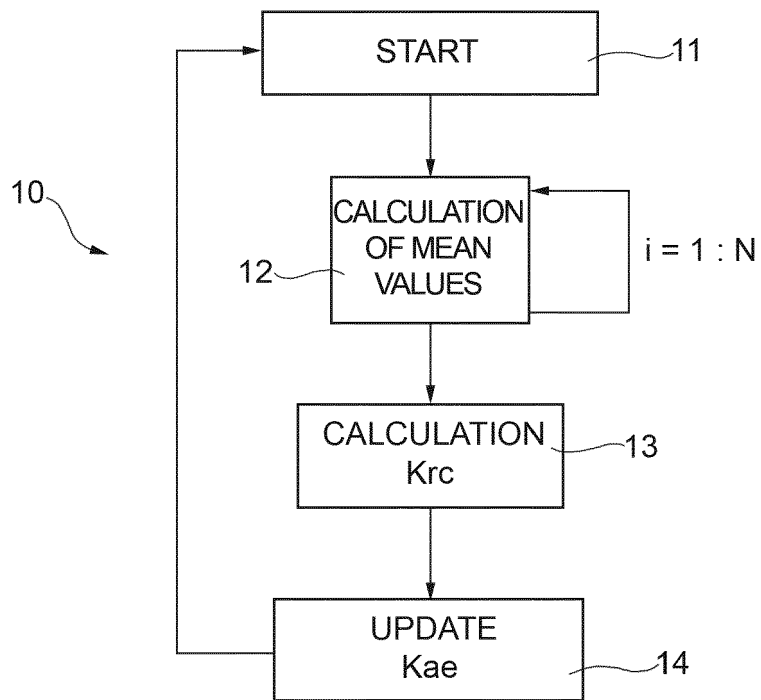 START
11
10
CALCULATION
OF MEAN
VALUES
12
i = 1 : N
CALCULATION
Krc
13
UPDATE
Kae
14